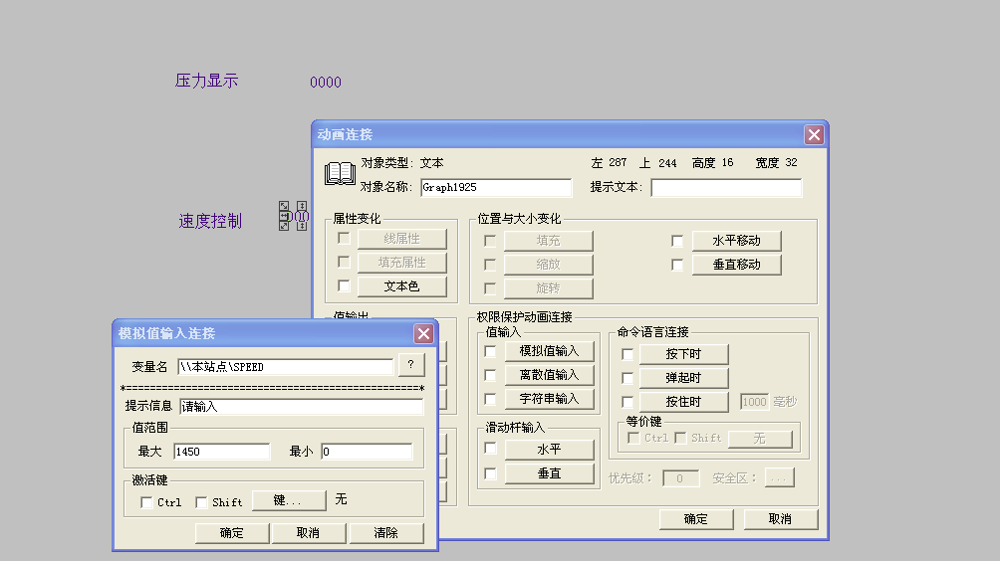 压力显示 0000
动画连接
对象类型: 文本 左 287 上 244 高度 16 宽度 32
对象名称: Graph1925 提示文本:
速度控制
属性变化
线属性
填充属性
文本色
位置与大小变化
填充 水平移动
缩放 垂直移动
旋转
值输出
模拟值输入连接
变量名 \\本站点\SPEED ?
*=================================================*
提示信息 请输入
值范围
最大 1450 最小 0
激活键
Ctrl Shift 键... 无
确定 取消 清除
权限保护动画连接
值输入
模拟值输入
离散值输入
字符串输入
滑动杆输入
水平
垂直
命令语言连接
按下时
弹起时
按住时 1000 毫秒
等价键
Ctrl Shift 无
优先级: 0 安全区: ...
确定 取消